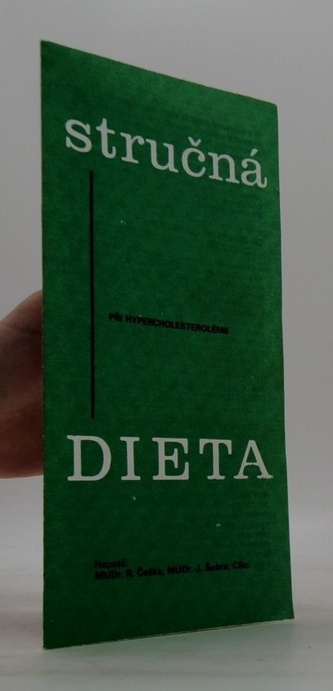 stručná
PŘI HYPERCHOLESTEROLÉMII
DIETA
Napsali:
MUDr. R. Češka, MUDr. J. Šobra, CSc.